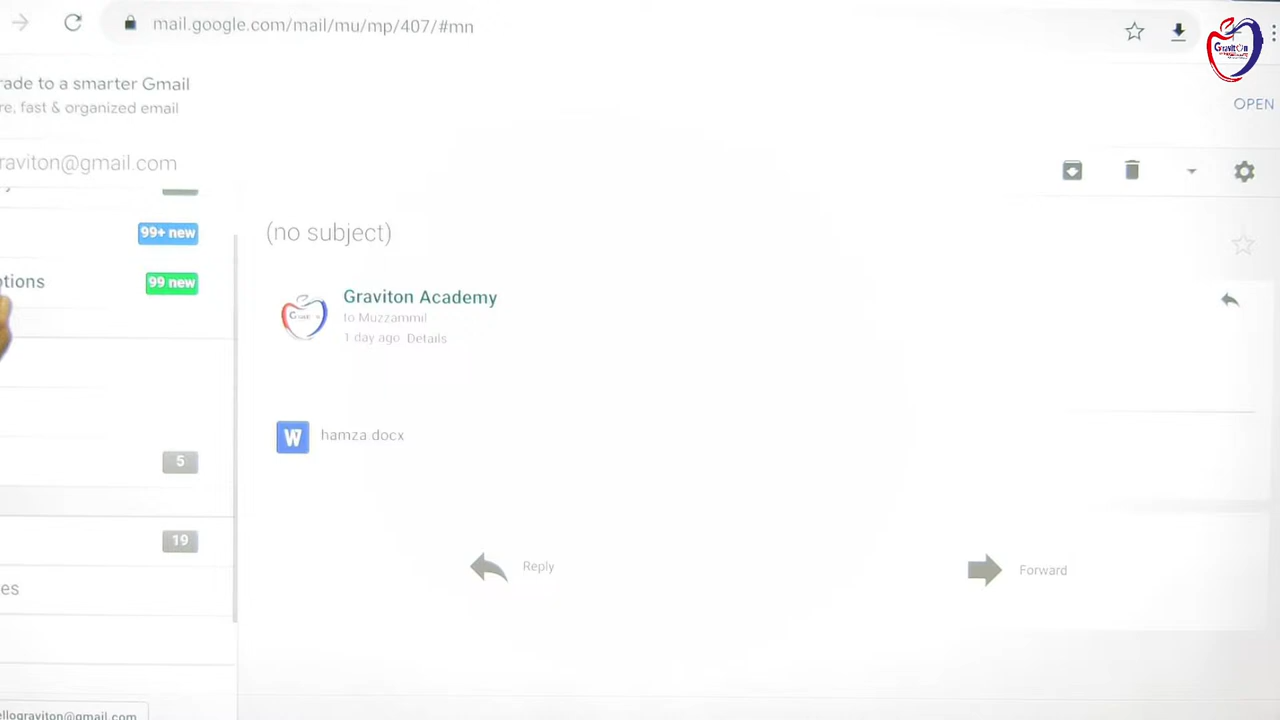 mail.google.com/mail/mu/mp/407/#mn
Graviton
rade to a smarter Gmail
re, fast & organized email
OPEN
raviton@gmail.com
99+ new
(no subject)
otions
99 new
Graviton Academy
to Muzzammil
1 day ago Details
W
hamza docx
5
19
Reply
Forward
es
ellograviton@gmail.com